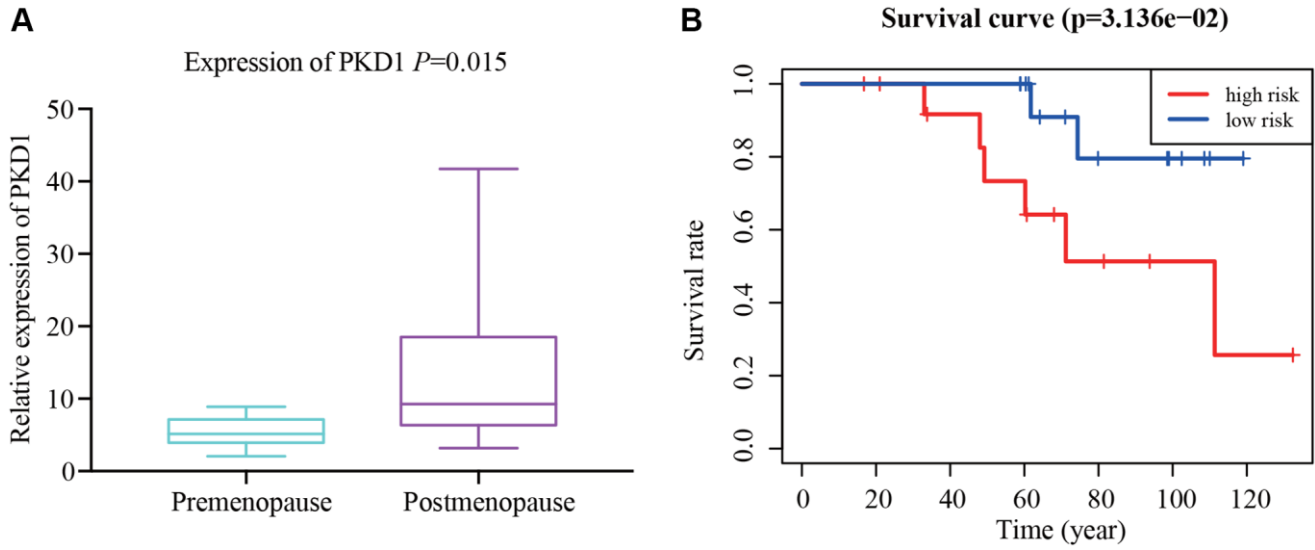 A
Expression of PKD1 P=0.015
Relative expression of PKD1
50
40
30
20
10
0
Premenopause
Postmenopause
B
Survival curve (p=3.136e−02)
high risk
low risk
Survival rate
1.0
0.8
0.6
0.4
0.2
0.0
0 20 40 60 80 100 120
Time (year)